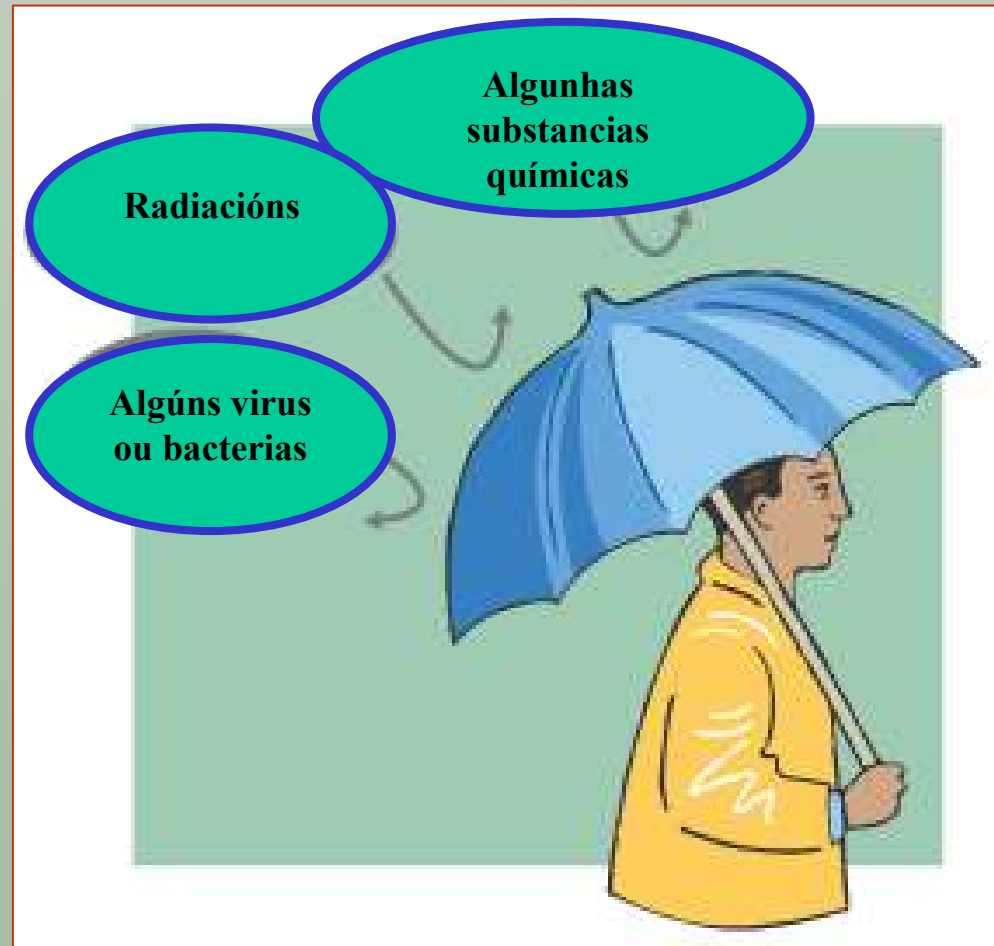 Algunhas
substancias
químicas
Radiacións
Algúns virus
ou bacterias